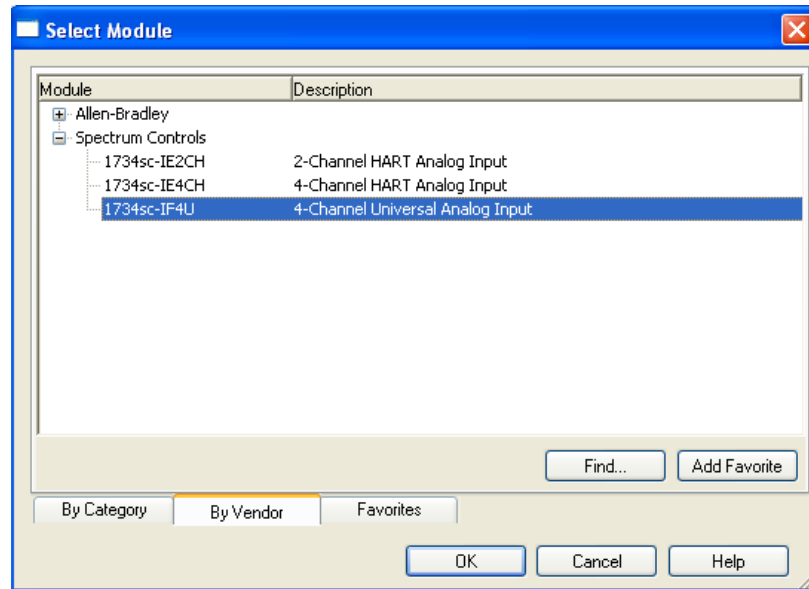 Select Module
Module Description
Allen-Bradley
Spectrum Controls
1734sc-IE2CH 2-Channel HART Analog Input
1734sc-IE4CH 4-Channel HART Analog Input
1734sc-IF4U 4-Channel Universal Analog Input
Find... Add Favorite
By Category By Vendor Favorites
OK Cancel Help